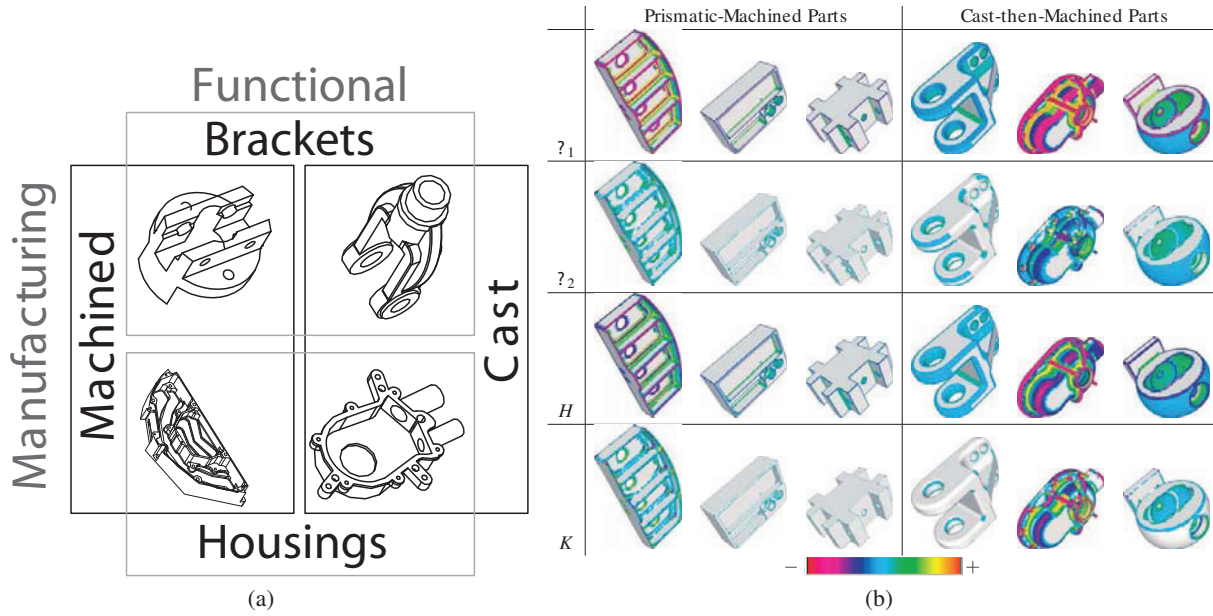 Functional
Brackets
Manufacturing
Machined
Cast
Housings
(a)
Prismatic-Machined Parts
Cast-then-Machined Parts
?1
?2
H
K
− +
(b)